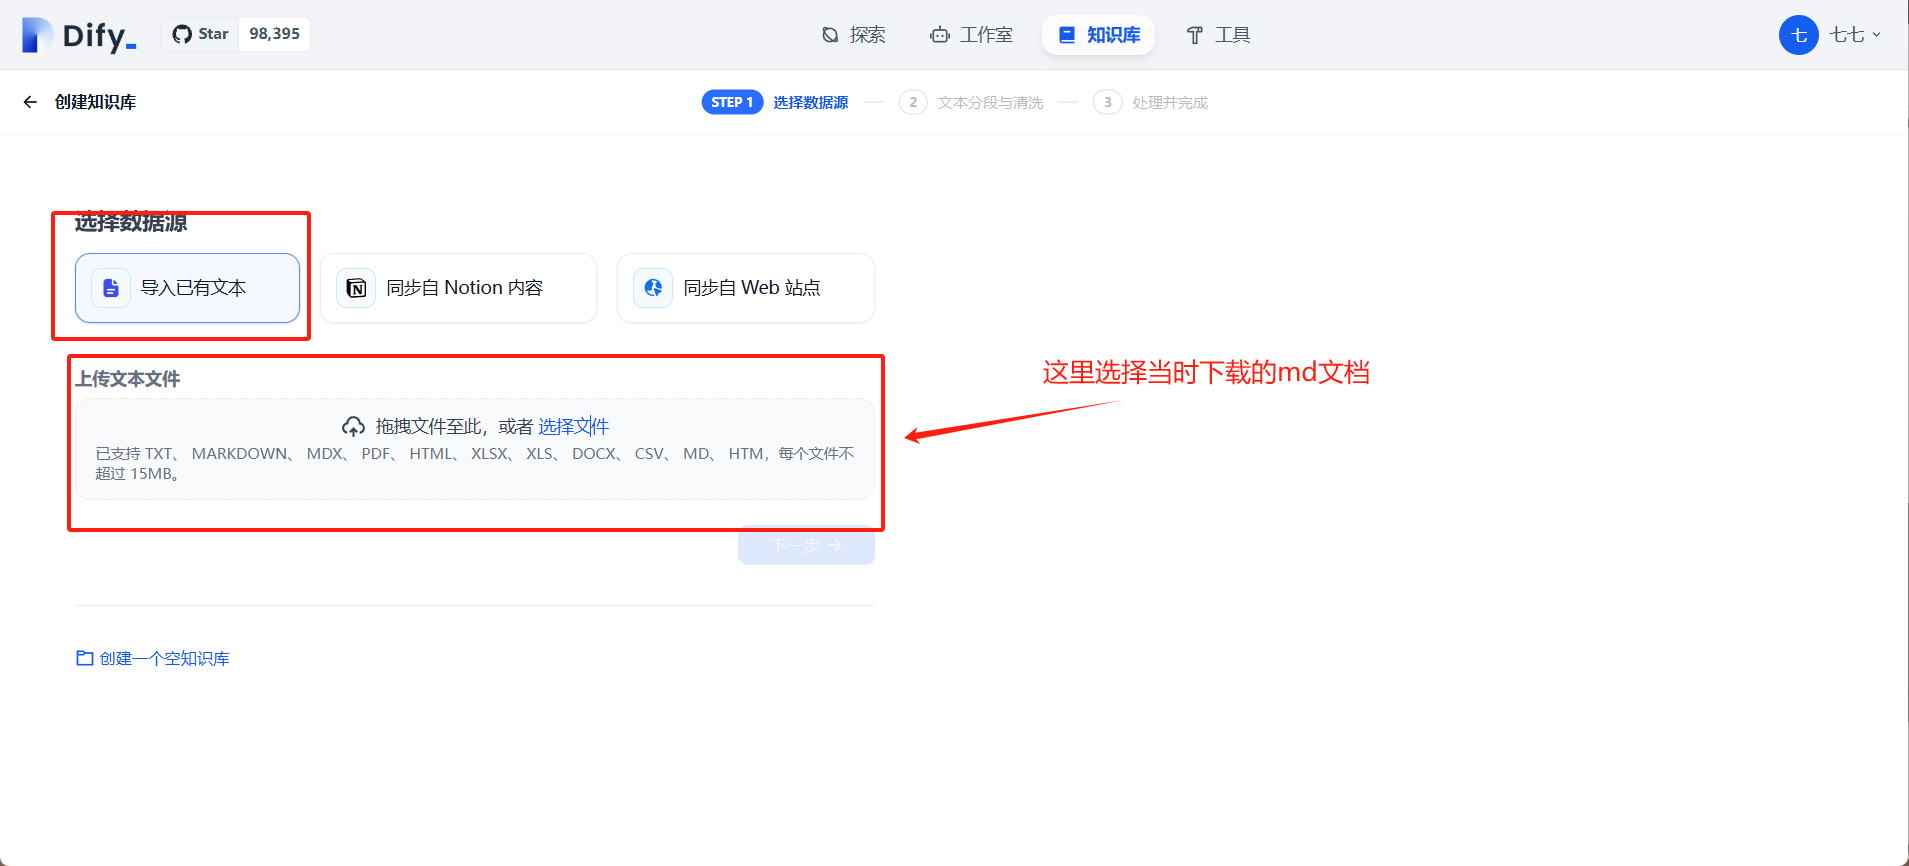 Dify_
Star 98,395
探索
工作室
知识库
工具
七 七七
创建知识库
STEP 1 选择数据源
2 文本分段与清洗
3 处理并完成
选择数据源
导入已有文本
同步自 Notion 内容
同步自 Web 站点
上传文本文件
拖拽文件至此，或者 选择文件
已支持 TXT、 MARKDOWN、 MDX、 PDF、 HTML、 XLSX、 XLS、 DOCX、 CSV、 MD、 HTM，每个文件不
超过 15MB。
这里选择当时下载的md文档
下一步
创建一个空知识库